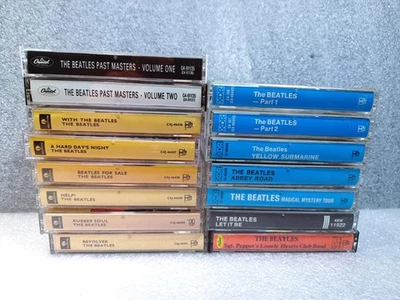 Capitol
THE BEATLES PAST MASTERS - VOLUME ONE
Capitol
THE BEATLES PAST MASTERS - VOLUME TWO
WITH THE BEATLES
THE BEATLES
A HARD DAYS NIGHT
THE BEATLES
BEATLES FOR SALE
THE BEATLES
HELP!
THE BEATLES
RUBBER SOUL
THE BEATLES
REVOLVER
THE BEATLES
The BEATLES
—Part 1
The BEATLES
—Part 2
The Beatles
YELLOW SUBMARINE
The BEATLES
ABBEY ROAD
The BEATLES MAGICAL MYSTERY TOUR
THE BEATLES
LET IT BE
11922
THE BEATLES
Sgt. Pepper's Lonely Hearts Club Band